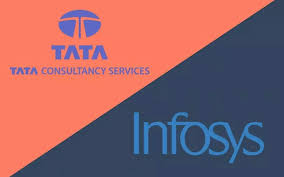 TATA
TATA CONSULTANCY SERVICES
Infosys